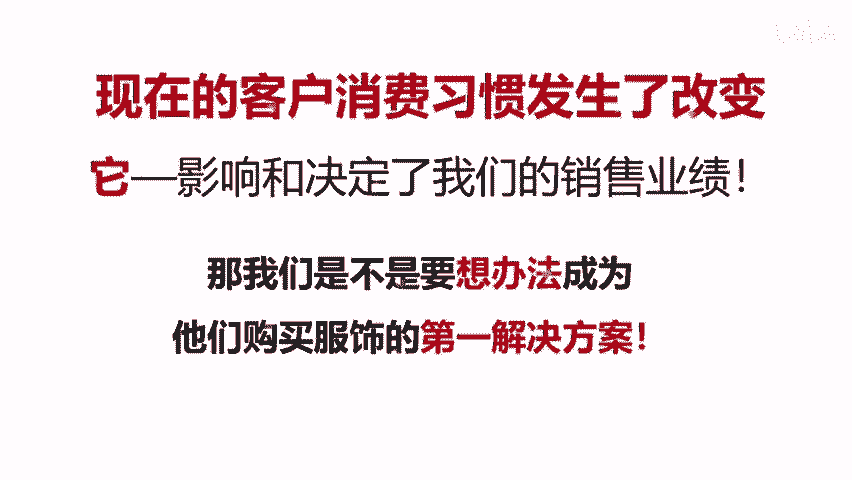 现在的客户消费习惯发生了改变
它—影响和决定了我们的销售业绩！
那我们是不是要想办法成为
他们购买服饰的第一解决方案！